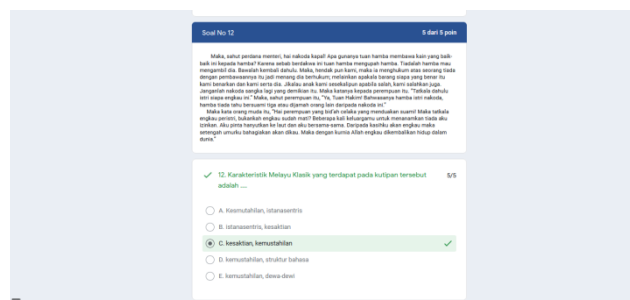 Soal No 12 5 dari 5 poin
Maka, sahut perdana menteri, hai nakoda kapal! Apa gunanya tuan hamba membawa kain yang baik-
baik ini kepada hamba? Karena sebab berdakwa ini tuan hamba mengupah hamba. Tiadalah hamba mau
mengambil dia. Bawalah kembali dahulu. Maka, hendak pun kami, maka ia menghukum atas seorang tiada
dengan pembawaannya itu jadi menang dia berhukum; melainkan apakala barang siapa yang benar itu
kami benarkan dan kami serta dia. Jikalau anak kami sesekalipun apabila salah, kami salahkan juga.
Janganlah nakoda sangka lagi yang demikian itu. Maka katanya kepada perempuan itu, "Tatkala dahulu
istri siapa engkau ini." Maka, sahut perempuan itu, "Ya, Tuan Hakim! Bahwasanya hamba istri nakoda,
hamba tiada tahu bersuami tiga atau dijamah orang lain daripada nakoda ini."
Maka kata orang muda itu, "Hai perempuan yang bid'ah celaka yang menduakan suami! Maka tatkala
engkau peristri, bukankah engkau sudah mati? Beberapa kali keluargamu untuk menanamkan tiada aku
izinkan. Aku pinta hanyutkan ke laut dan aku bersama-sama. Daripada kasihku akan engkau maka
setengah umurku bahagiakan akan dikau. Maka dengan kurnia Allah engkau dikembalikan hidup dalam
dunia."
12. Karakteristik Melayu Klasik yang terdapat pada kutipan tersebut 5/5
adalah ....
A. Kesmutahilan, istanasentris
B. istanasentris, kesaktian
C. kesaktian, kemustahilan
D. kemustahilan, struktur bahasa
E. kemustahilan, dewa-dewi